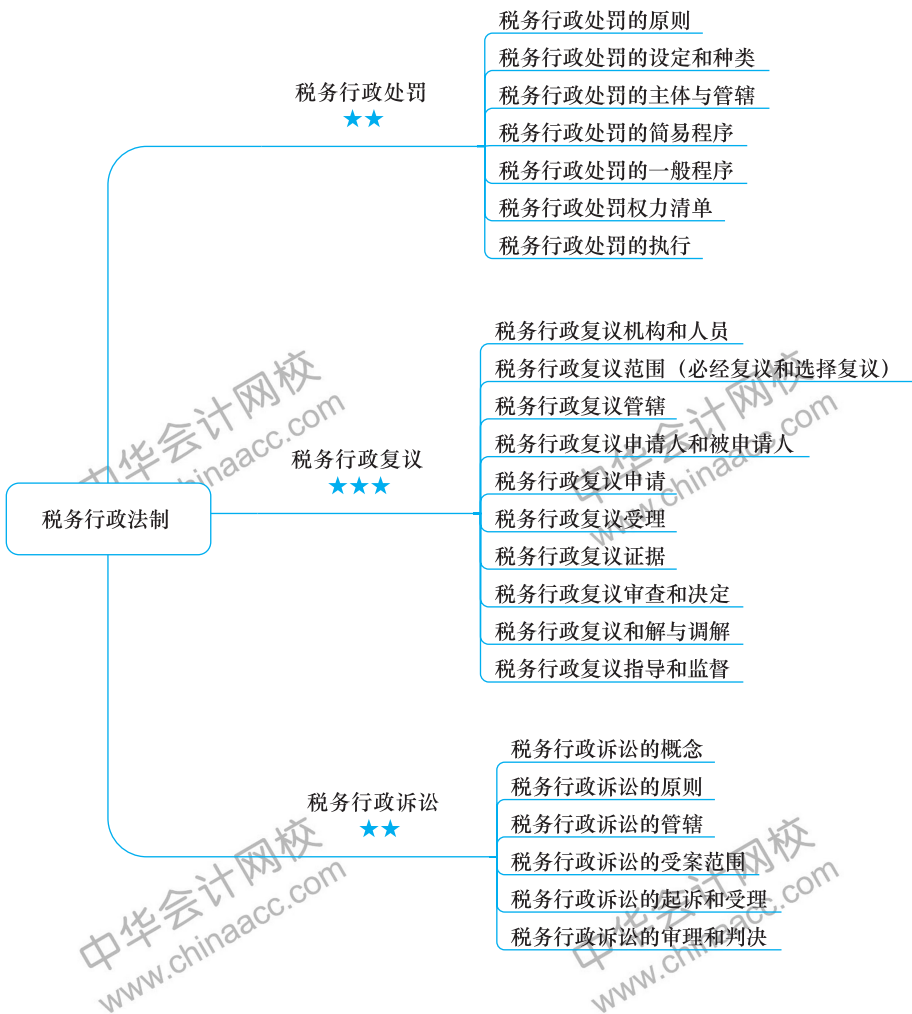 税务行政法制
税务行政处罚
★★
税务行政处罚的原则
税务行政处罚的设定和种类
税务行政处罚的主体与管辖
税务行政处罚的简易程序
税务行政处罚的一般程序
税务行政处罚权力清单
税务行政处罚的执行
税务行政复议
★★★
税务行政复议机构和人员
税务行政复议范围（必经复议和选择复议）
税务行政复议管辖
税务行政复议申请人和被申请人
税务行政复议申请
税务行政复议受理
税务行政复议证据
税务行政复议审查和决定
税务行政复议和解与调解
税务行政复议指导和监督
税务行政诉讼
★★
税务行政诉讼的概念
税务行政诉讼的原则
税务行政诉讼的管辖
税务行政诉讼的受案范围
税务行政诉讼的起诉和受理
税务行政诉讼的审理和判决
中华会计网校
www.chinaacc.com
中华会计网校
www.chinaacc.com
中华会计网校
www.chinaacc.com
中华会计网校
www.chinaacc.com